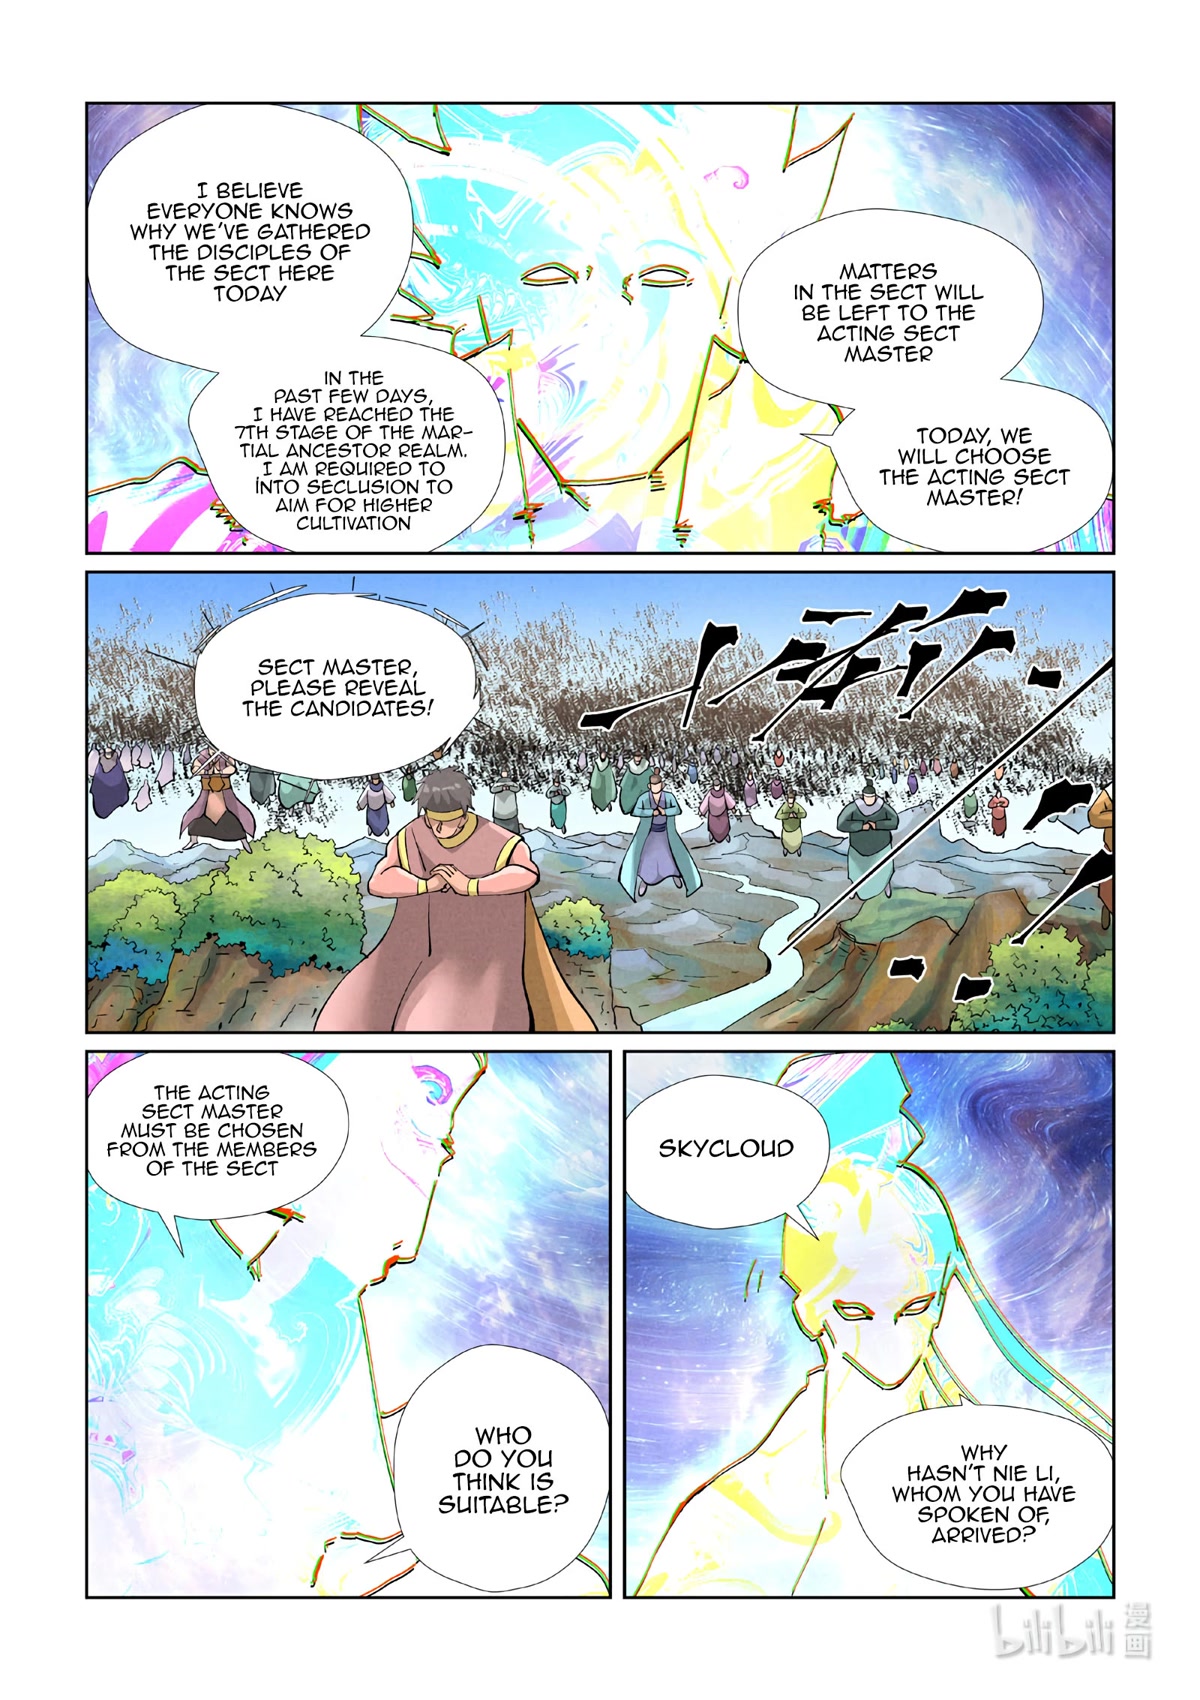 I BELIEVE
EVERYONE KNOWS
WHY WE'VE GATHERED
THE DISCIPLES OF
THE SECT HERE
TODAY
IN THE
PAST FEW DAYS,
I HAVE REACHED THE
7TH STAGE OF THE MAR-
TIAL ANCESTOR REALM.
I AM REQUIRED TO
INTO SECLUSION TO
AIM FOR HIGHER
CULTIVATION
MATTERS
IN THE SECT WILL
BE LEFT TO THE
ACTING SECT
MASTER
TODAY, WE
WILL CHOOSE
THE ACTING SECT
MASTER!
SECT MASTER,
PLEASE REVEAL
THE CANDIDATES!
THE ACTING
SECT MASTER
MUST BE CHOSEN
FROM THE MEMBERS
OF THE SECT
WHO
DO YOU
THINK IS
SUITABLE?
SKYCLOUD
WHY
HASN'T NIE LI,
WHOM YOU HAVE
SPOKEN OF,
ARRIVED?
bilibili 漫画